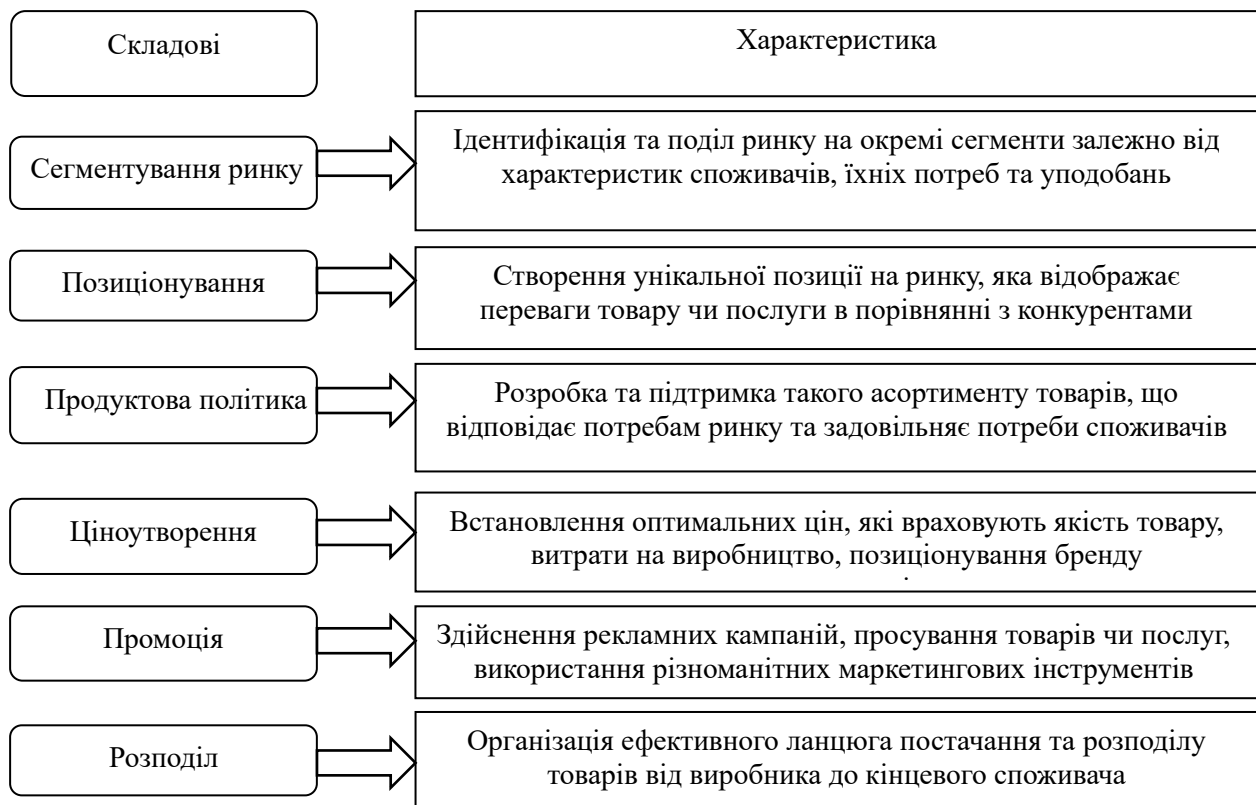 Складові
Характеристика
Сегментування ринку
Ідентифікація та поділ ринку на окремі сегменти залежно від
характеристик споживачів, їхніх потреб та уподобань
Позиціонування
Створення унікальної позиції на ринку, яка відображає
переваги товару чи послуги в порівнянні з конкурентами
Продуктова політика
Розробка та підтримка такого асортименту товарів, що
відповідає потребам ринку та задовільняє потреби споживачів
Ціноутворення
Встановлення оптимальних цін, які враховують якість товару,
витрати на виробництво, позиціонування бренду
Промоція
Здійснення рекламних кампаній, просування товарів чи послуг,
використання різноманітних маркетингових інструментів
Розподіл
Організація ефективного ланцюга постачання та розподілу
товарів від виробника до кінцевого споживача